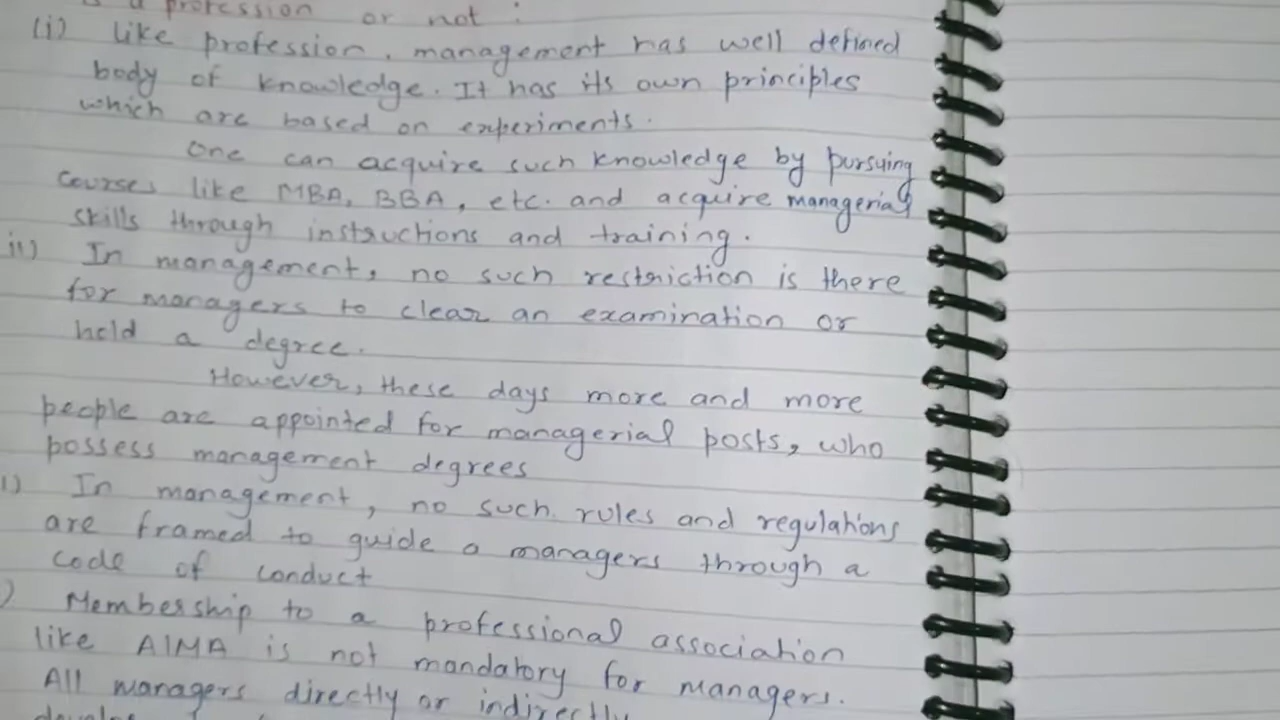 is a profession or not :
(i) Like profession, management has well defined
body of knowledge. It has its own principles
which are based on experiments.
One can acquire such knowledge by pursuing
Courses like MBA, BBA, etc. and acquire managerial
skills through instructions and training.
ii) In management, no such restriction is there
for managers to clear an examination or
hold a degree.
However, these days more and more
people are appointed for managerial posts, who
possess management degrees
i) In management, no such rules and regulations
are framed to guide a managers through a
code of conduct
) Membership to a professional association
like AIMA is not mandatory for managers.
All managers directly or indirectly